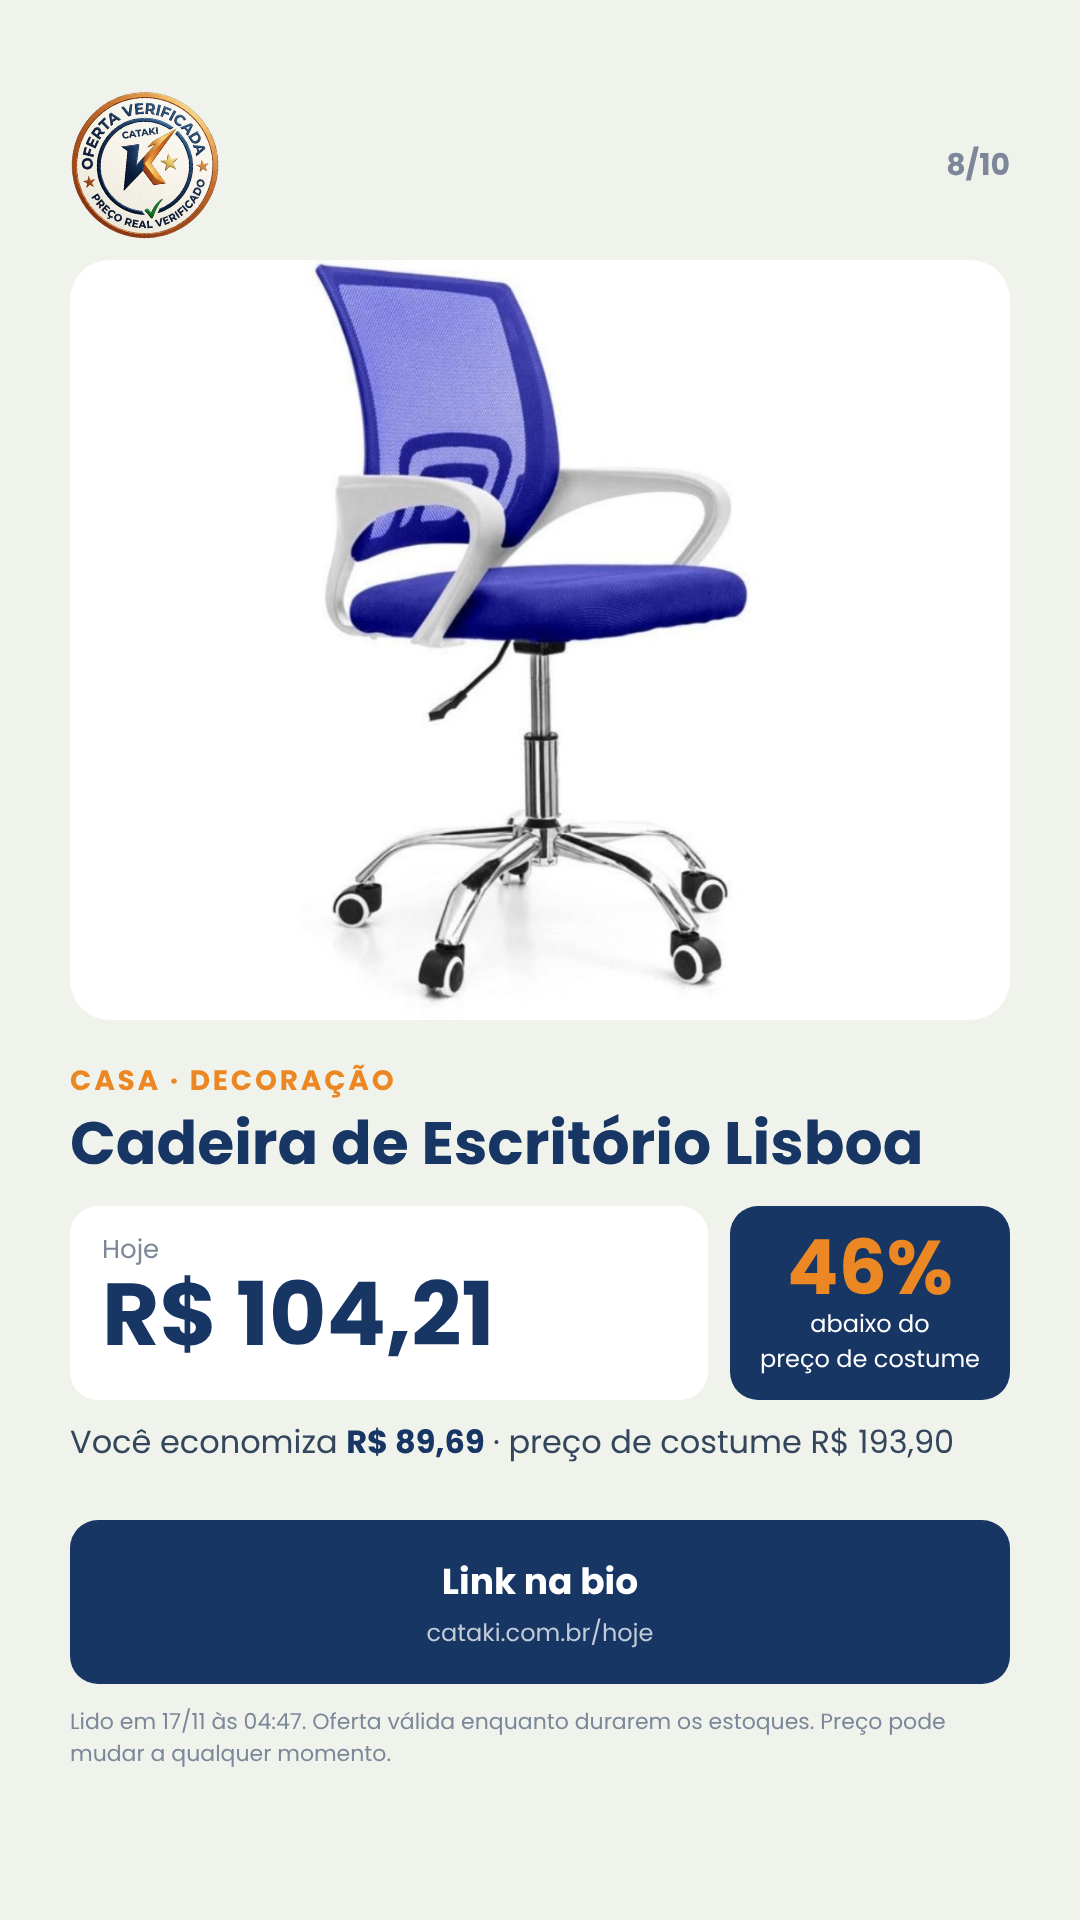 OFERTA VERIFICADA
CATAKI
PREÇO REAL VERIFICADO
8/10
CASA · DECORAÇÃO
Cadeira de Escritório Lisboa
Hoje
R$ 104,21
46%
abaixo do
preço de costume
Você economiza R$ 89,69 · preço de costume R$ 193,90
Link na bio
cataki.com.br/hoje
Lido em 17/11 às 04:47. Oferta válida enquanto durarem os estoques. Preço pode
mudar a qualquer momento.